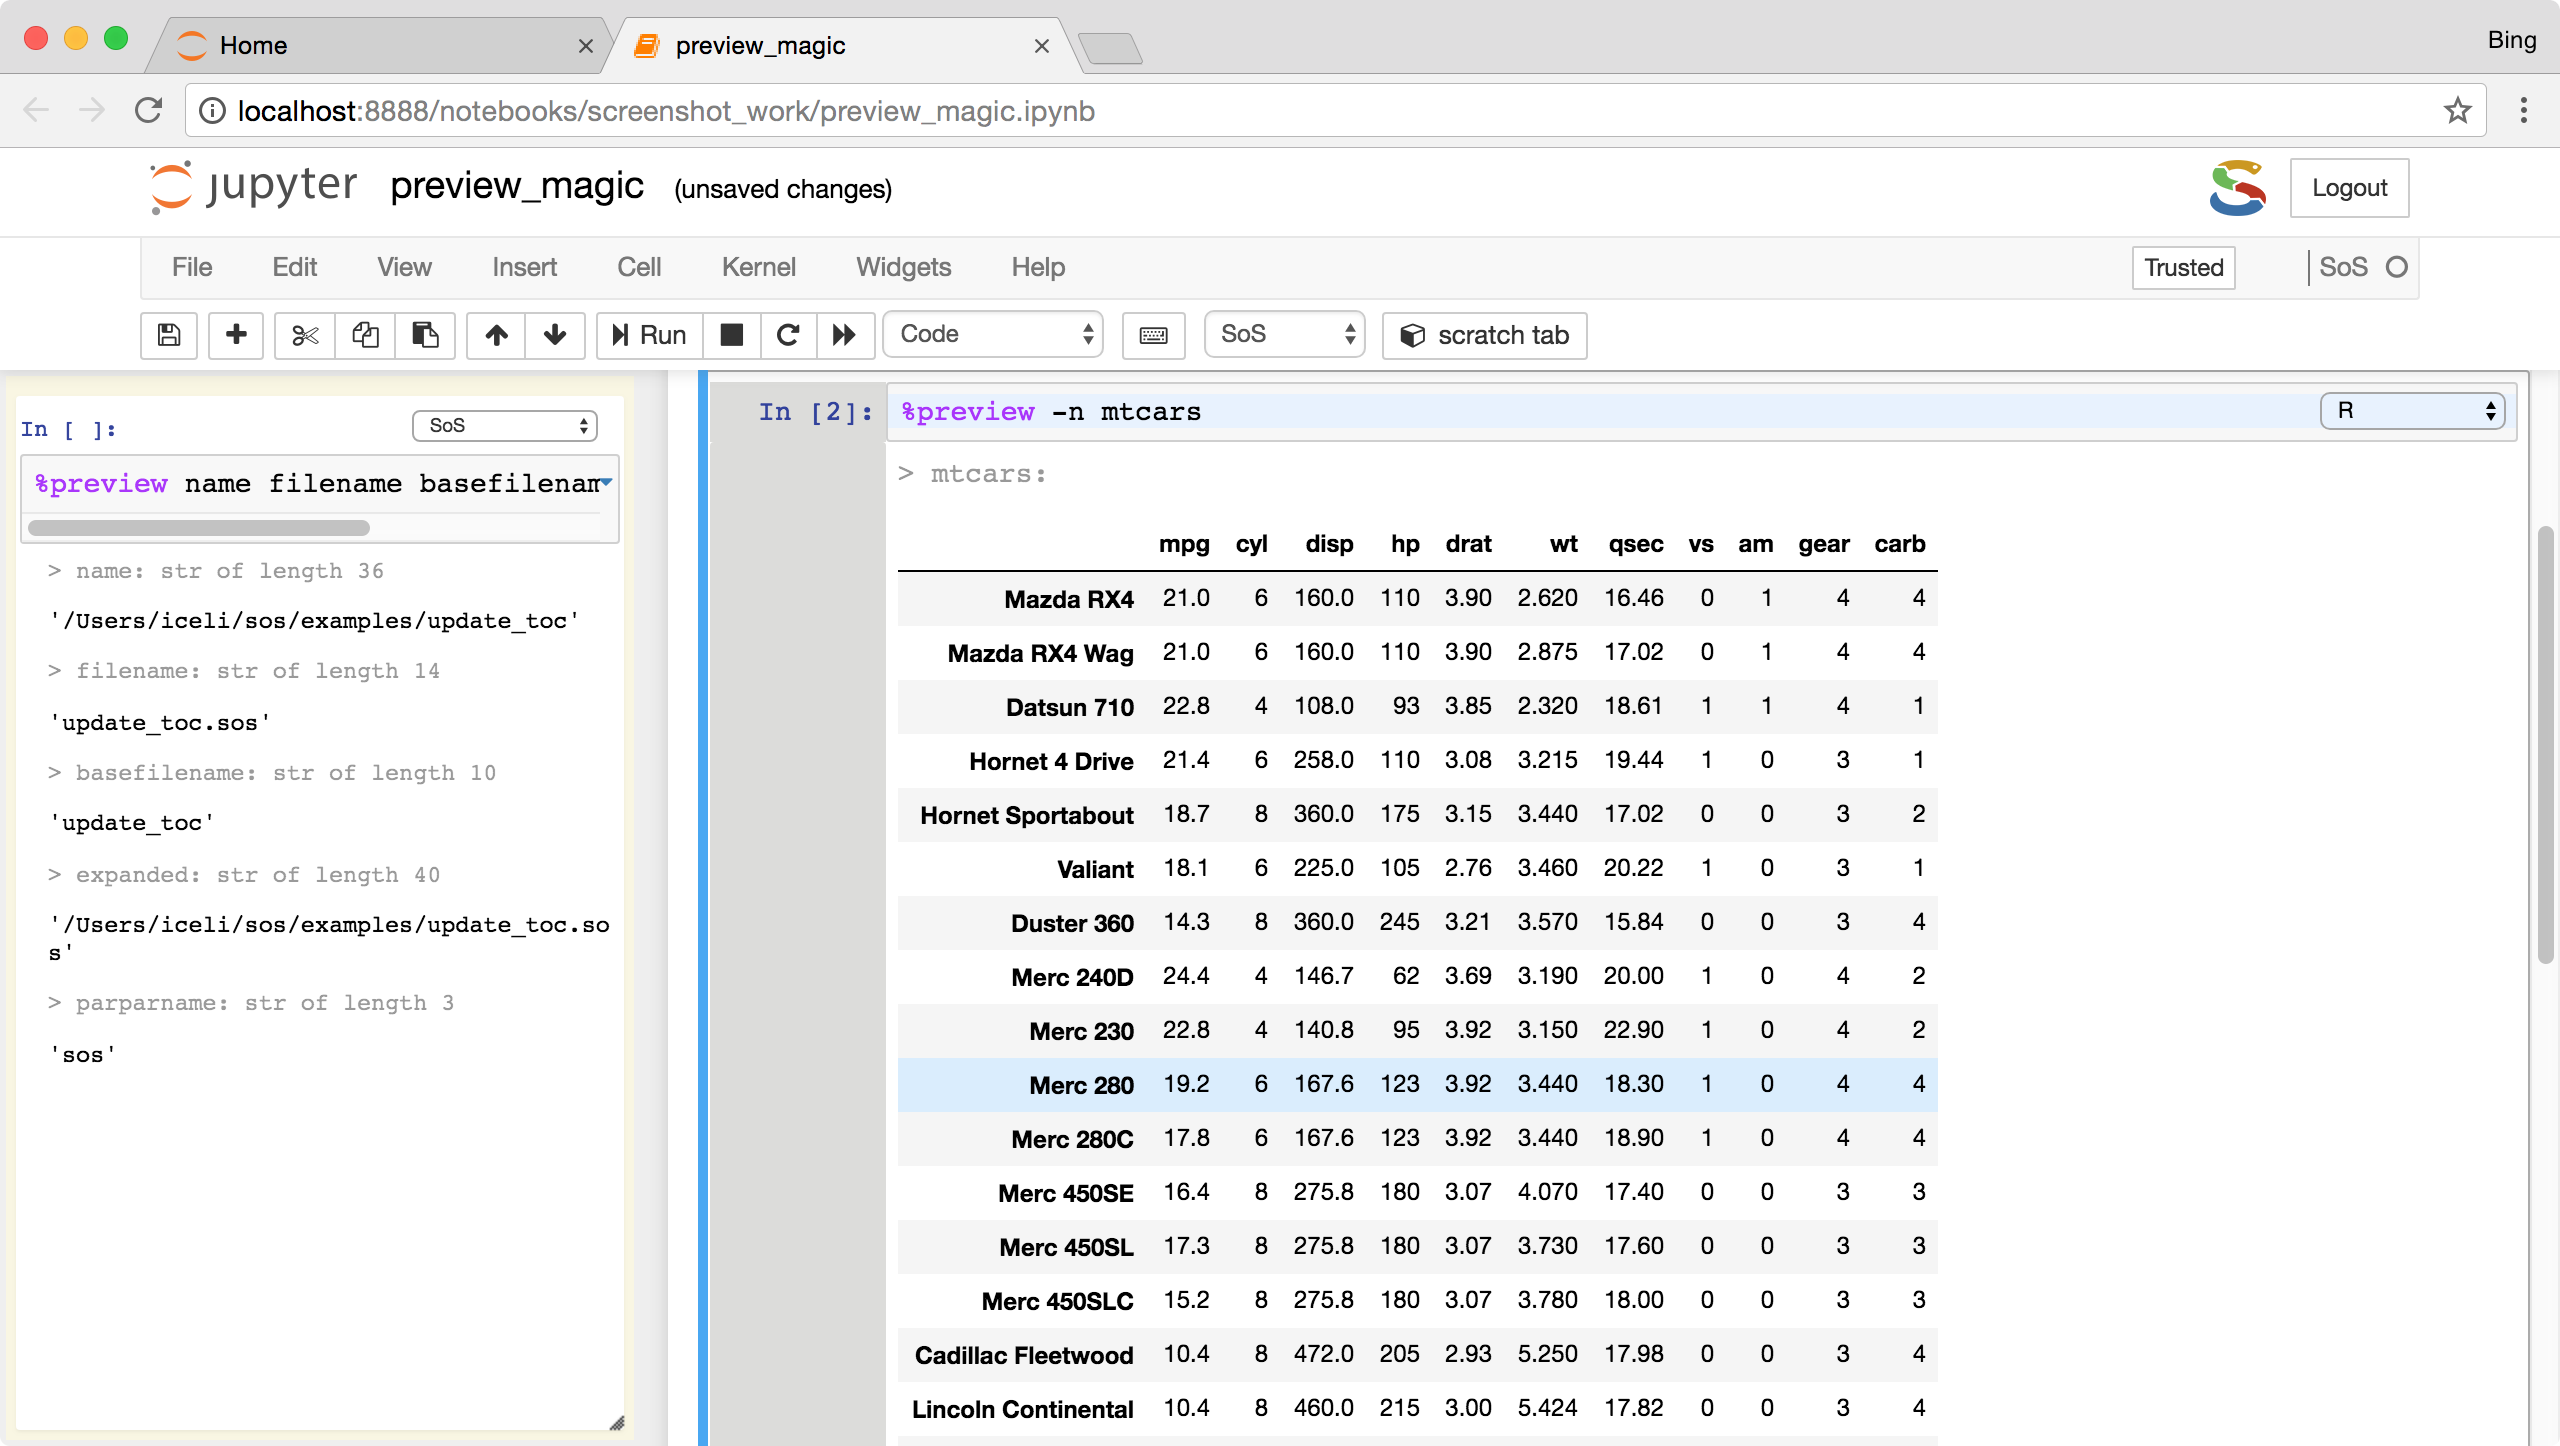 Home
preview_magic
Bing
localhost:8888/notebooks/screenshot_work/preview_magic.ipynb
jupyter preview_magic (unsaved changes)
Logout
File Edit View Insert Cell Kernel Widgets Help
Trusted
SoS
Run
Code
SoS
scratch tab
In [ ]:
SoS
%preview name filename basefilenam
> name: str of length 36
'/Users/iceli/sos/examples/update_toc'
> filename: str of length 14
'update_toc.sos'
> basefilename: str of length 10
'update_toc'
> expanded: str of length 40
'/Users/iceli/sos/examples/update_toc.so
s'
> parparname: str of length 3
'sos'
In [2]: %preview -n mtcars
R
> mtcars:
mpg cyl disp hp drat wt qsec vs am gear carb
Mazda RX4 21.0 6 160.0 110 3.90 2.620 16.46 0 1 4 4
Mazda RX4 Wag 21.0 6 160.0 110 3.90 2.875 17.02 0 1 4 4
Datsun 710 22.8 4 108.0 93 3.85 2.320 18.61 1 1 4 1
Hornet 4 Drive 21.4 6 258.0 110 3.08 3.215 19.44 1 0 3 1
Hornet Sportabout 18.7 8 360.0 175 3.15 3.440 17.02 0 0 3 2
Valiant 18.1 6 225.0 105 2.76 3.460 20.22 1 0 3 1
Duster 360 14.3 8 360.0 245 3.21 3.570 15.84 0 0 3 4
Merc 240D 24.4 4 146.7 62 3.69 3.190 20.00 1 0 4 2
Merc 230 22.8 4 140.8 95 3.92 3.150 22.90 1 0 4 2
Merc 280 19.2 6 167.6 123 3.92 3.440 18.30 1 0 4 4
Merc 280C 17.8 6 167.6 123 3.92 3.440 18.90 1 0 4 4
Merc 450SE 16.4 8 275.8 180 3.07 4.070 17.40 0 0 3 3
Merc 450SL 17.3 8 275.8 180 3.07 3.730 17.60 0 0 3 3
Merc 450SLC 15.2 8 275.8 180 3.07 3.780 18.00 0 0 3 3
Cadillac Fleetwood 10.4 8 472.0 205 2.93 5.250 17.98 0 0 3 4
Lincoln Continental 10.4 8 460.0 215 3.00 5.424 17.82 0 0 3 4